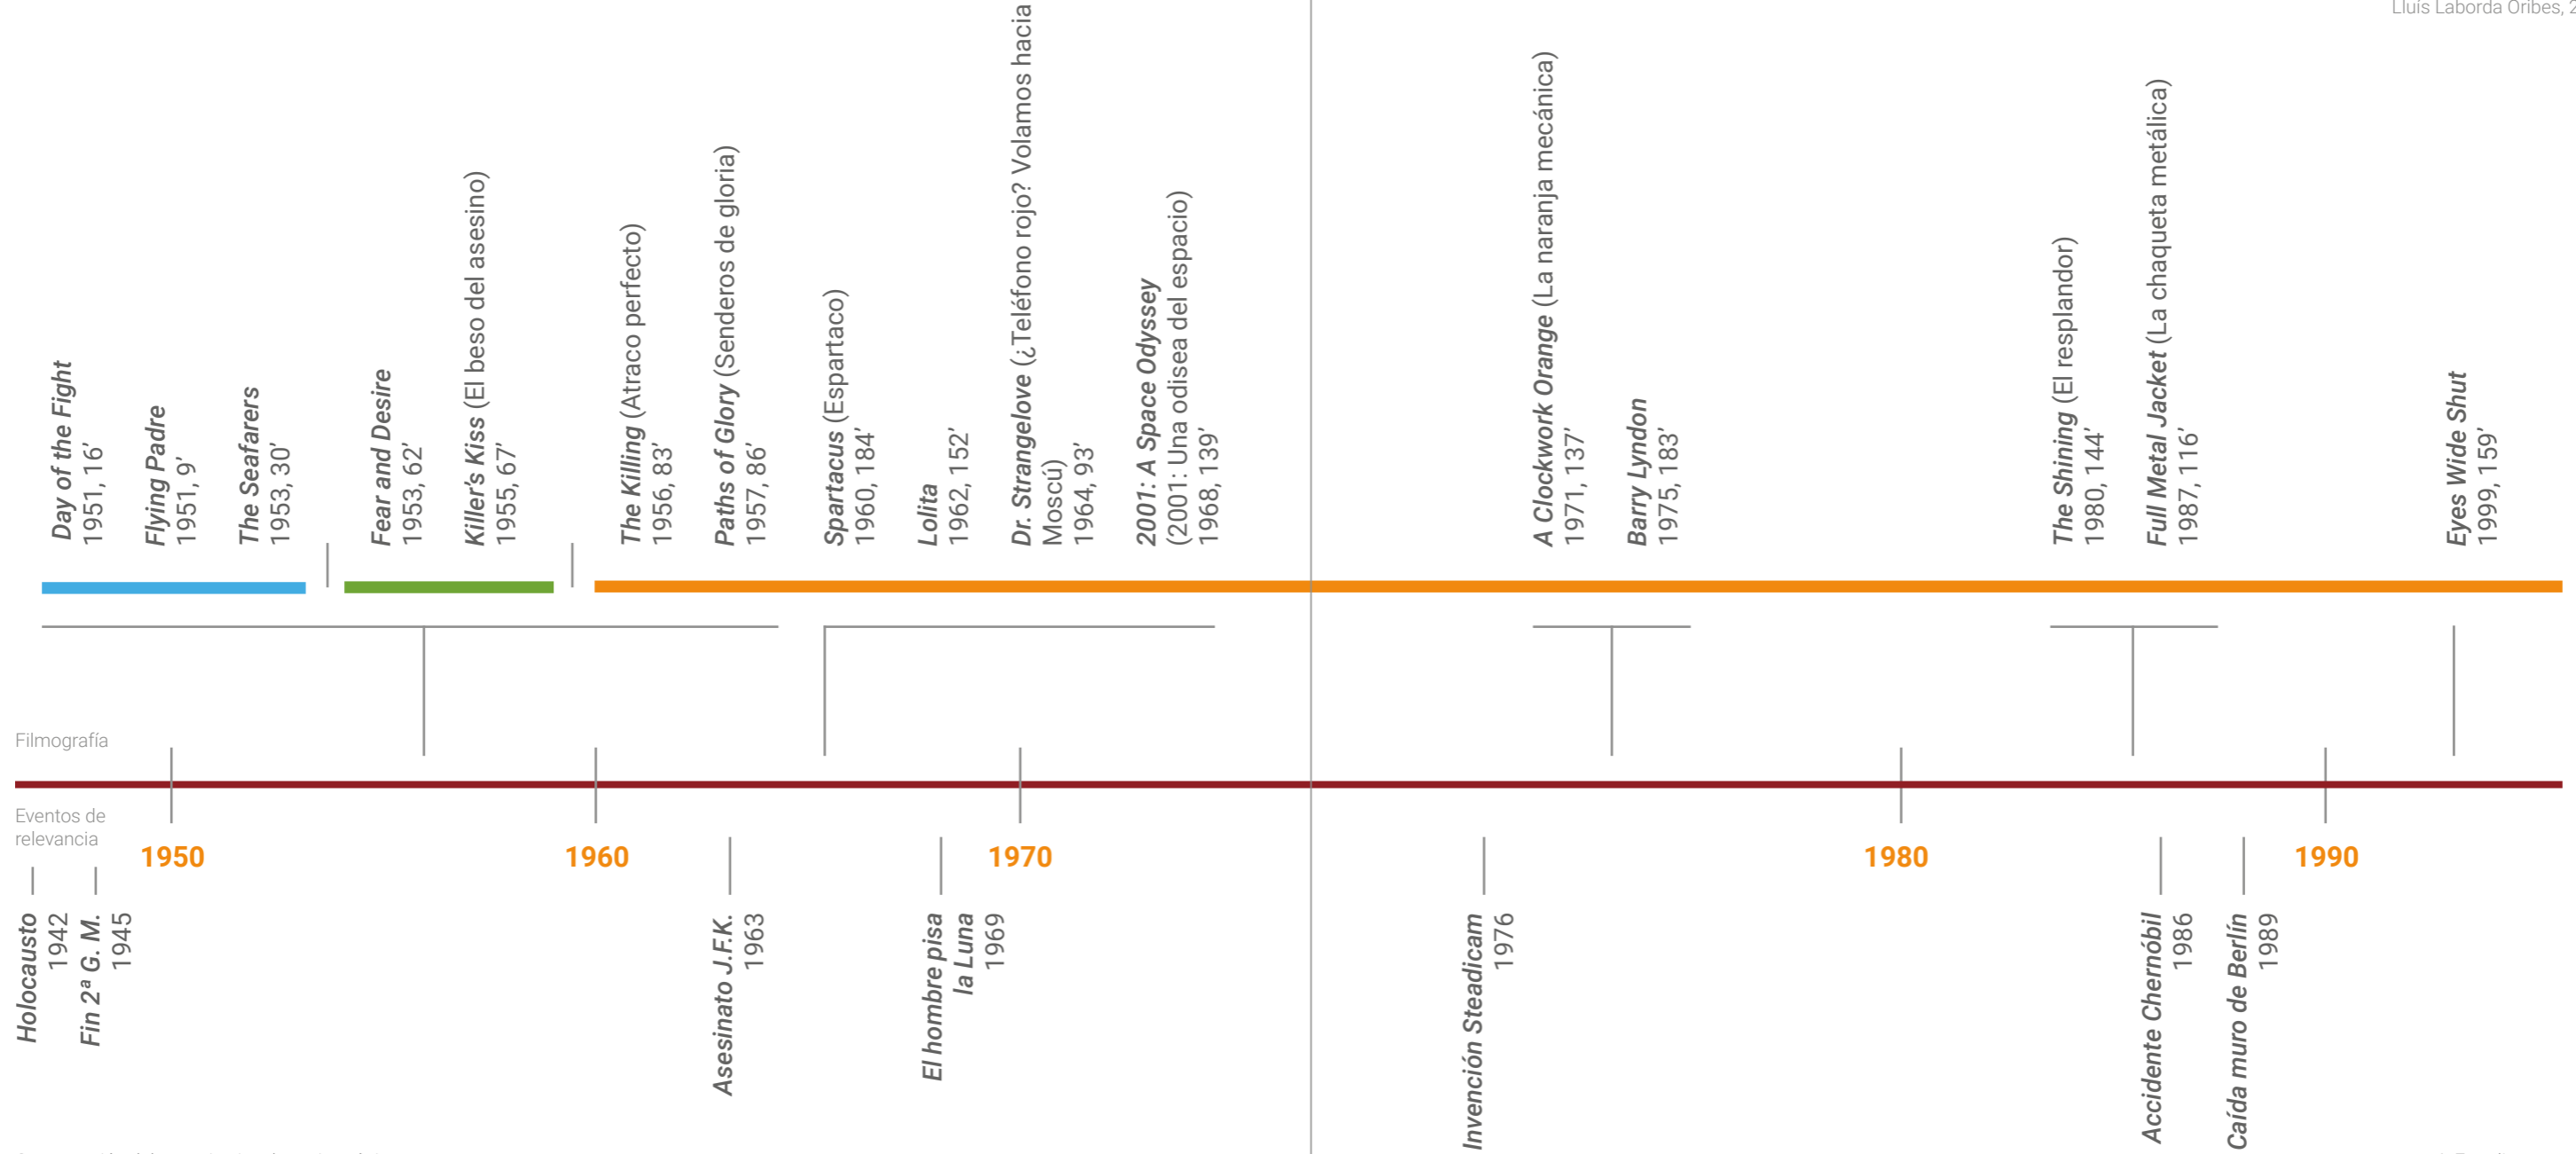 Lluís Laborda Oribes,
Day of the Fight
1951, 16’
Flying Padre
1951, 9’
The Seafarers
1953, 30’
Fear and Desire
1953, 62’
Killer’s Kiss (El beso del asesino)
1955, 67’
The Killing (Atraco perfecto)
1956, 83’
Paths of Glory (Senderos de gloria)
1957, 86’
Spartacus (Espartaco)
1960, 184’
Lolita
1962, 152’
Dr. Strangelove (¿Teléfono rojo? Volamos hacia
Moscú)
1964, 93’
2001: A Space Odyssey
(2001: Una odisea del espacio)
1968, 139’
A Clockwork Orange (La naranja mecánica)
1971, 137’
Barry Lyndon
1975, 183’
The Shining (El resplandor)
1980, 144’
Full Metal Jacket (La chaqueta metálica)
1987, 116’
Eyes Wide Shut
1999, 159’
Filmografía
Eventos de
relevancia
1950
1960
1970
1980
1990
Holocausto
1942
Fin 2ª G. M.
1945
Asesinato J.F.K.
1963
El hombre pisa
la Luna
1969
Invención Steadicam
1976
Accidente Chernóbil
1986
Caída muro de Berlín
1989